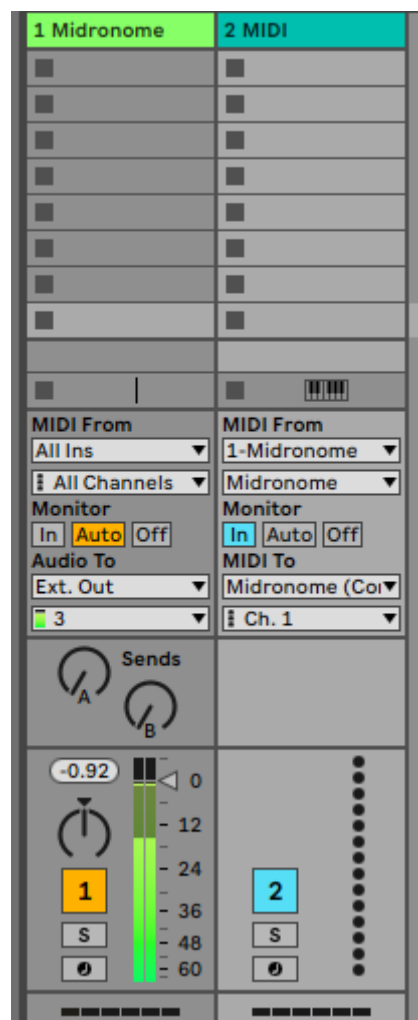 1 Midronome
2 MIDI
MIDI From
All Ins
All Channels
Monitor
In Auto Off
Audio To
Ext. Out
3
Sends
A
B
-0.92
0
12
24
36
48
60
1
S
MIDI From
1-Midronome
Midronome
Monitor
In Auto Off
MIDI To
Midronome (Cor
Ch. 1
2
S